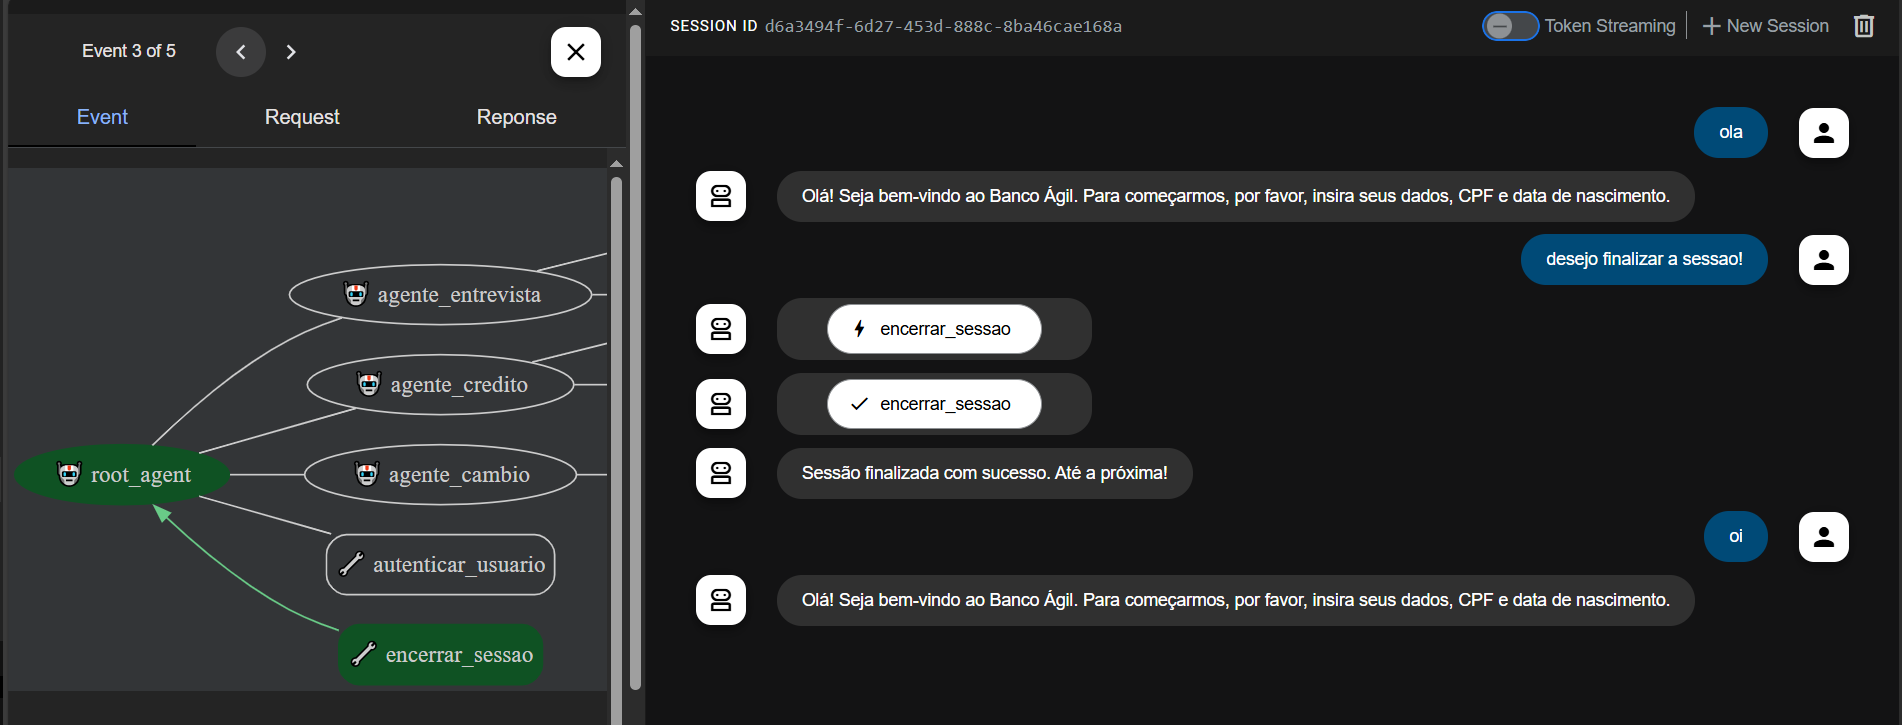 Event 3 of 5
Event
Request
Reponse
agente_entrevista
agente_credito
root_agent
agente_cambio
autenticar_usuario
encerrar_sessao
SESSION ID d6a3494f-6d27-453d-888c-8ba46cae168a
Token Streaming
New Session
ola
Olá! Seja bem-vindo ao Banco Ágil. Para começarmos, por favor, insira seus dados, CPF e data de nascimento.
desejo finalizar a sessao!
encerrar_sessao
encerrar_sessao
Sessão finalizada com sucesso. Até a próxima!
oi
Olá! Seja bem-vindo ao Banco Ágil. Para começarmos, por favor, insira seus dados, CPF e data de nascimento.